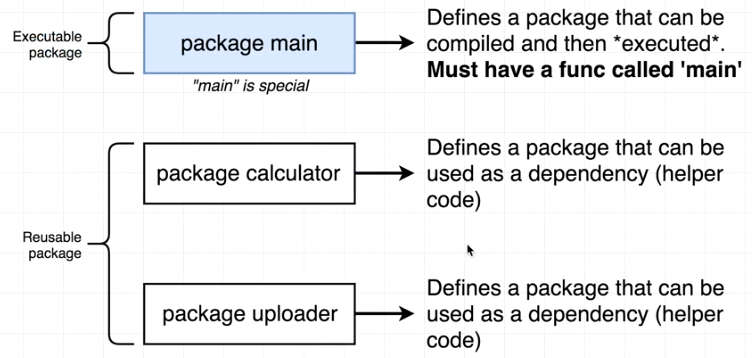 Executable
package
package main
"main" is special
Defines a package that can be
compiled and then *executed*.
Must have a func called 'main'
Reusable
package
package calculator
Defines a package that can be
used as a dependency (helper
code)
package uploader
Defines a package that can be
used as a dependency (helper
code)